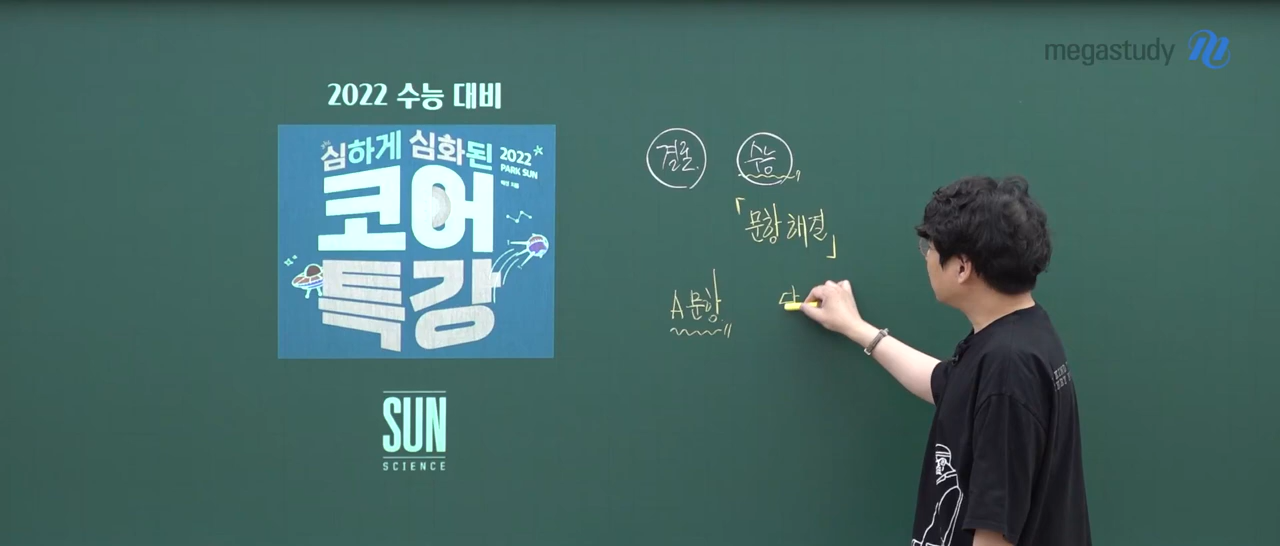 megastudy
2022 수능 대비
심하게 심화된
2022
PARK SUN
코어
특강
SUN
SCIENCE
결론 수능
「문항 해결」
A 문항